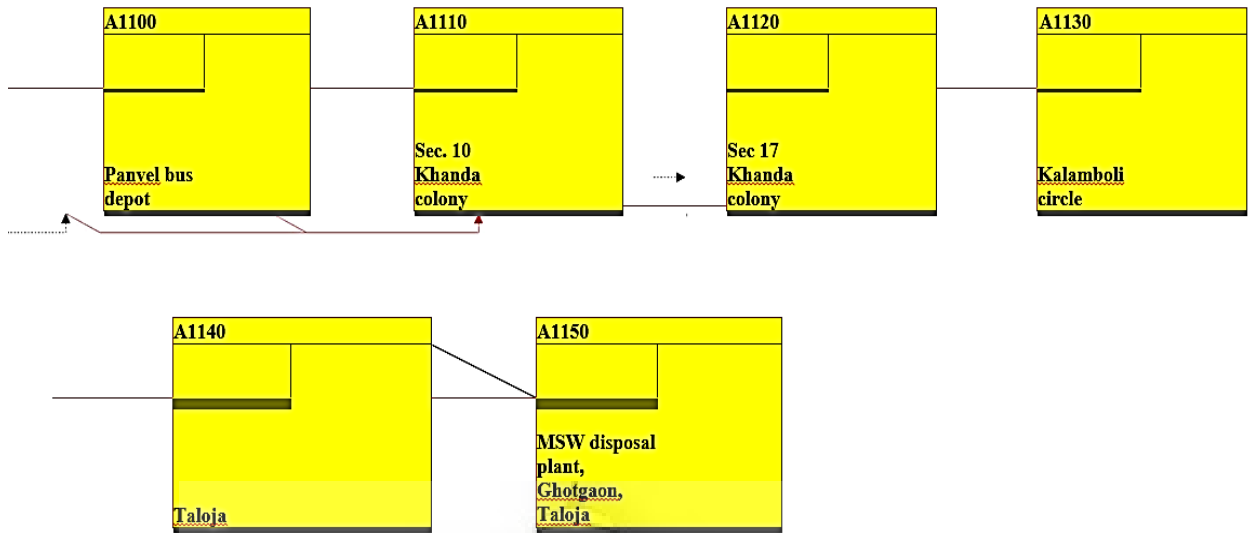 A1100
Panvel bus
depot
A1110
Sec. 10
Khanda
colony
A1120
Sec 17
Khanda
colony
A1130
Kalamboli
circle
A1140
Taloja
A1150
MSW disposal
plant,
Ghotgaon,
Taloja